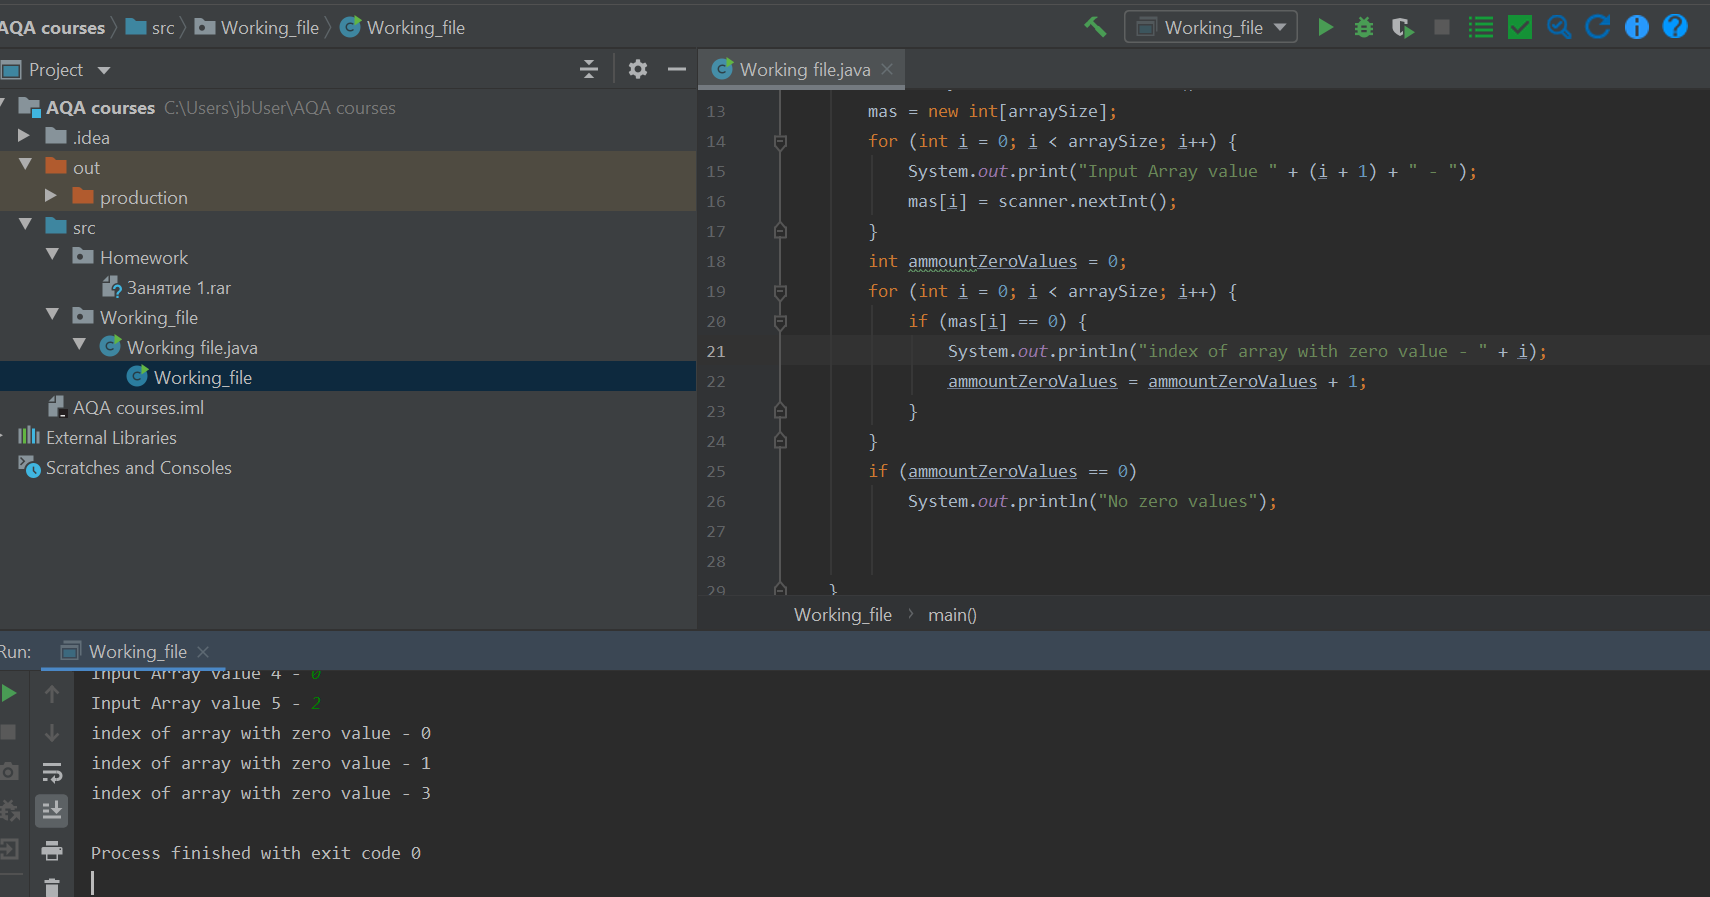 AQA courses src Working_file Working_file
Working_file
Project
Working file.java
AQA courses C:\Users\jbUser\AQA courses
.idea
out
production
src
Homework
Занятие 1.rar
Working_file
Working file.java
Working_file
AQA courses.iml
External Libraries
Scratches and Consoles
13 mas = new int[arraySize];
14 for (int i = 0; i < arraySize; i++) {
15 System.out.print("Input Array value " + (i + 1) + " - ");
16 mas[i] = scanner.nextInt();
17 }
18 int ammountZeroValues = 0;
19 for (int i = 0; i < arraySize; i++) {
20 if (mas[i] == 0) {
21 System.out.println("index of array with zero value - " + i);
22 ammountZeroValues = ammountZeroValues + 1;
23 }
24 }
25 if (ammountZeroValues == 0)
26 System.out.println("No zero values");
27
28
29 }
Working_file main()
Run: Working_file
Input Array value 4 - 0
Input Array value 5 - 2
index of array with zero value - 0
index of array with zero value - 1
index of array with zero value - 3
Process finished with exit code 0